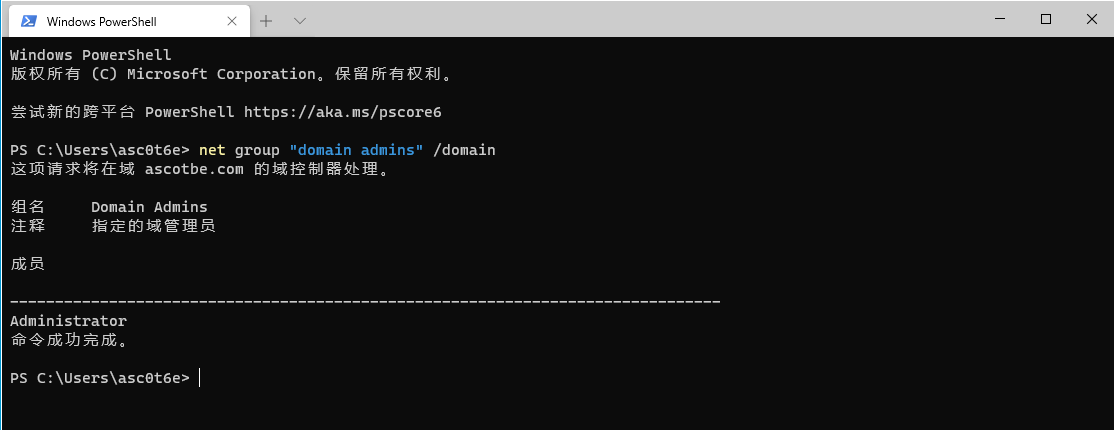 Windows PowerShell
Windows PowerShell
版权所有 (C) Microsoft Corporation。保留所有权利。
尝试新的跨平台 PowerShell https://aka.ms/pscore6
PS C:\Users\asc0t6e> net group "domain admins" /domain
这项请求将在域 ascotbe.com 的域控制器处理。
组名     Domain Admins
注释     指定的域管理员
成员
-------------------------------------------------------------------------------
Administrator
命令成功完成。
PS C:\Users\asc0t6e>